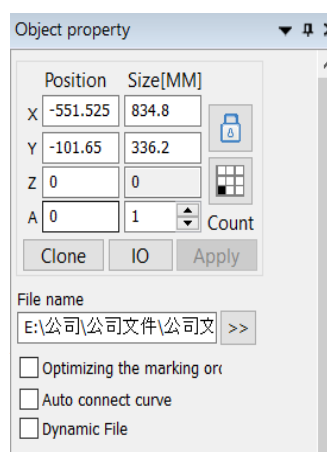 Object property
Position Size[MM]
X -551.525 834.8
Y -101.65 336.2
Z 0 0
A 0 1 Count
Clone IO Apply
File name
E:\公司\公司文件\公司文 >>
Optimizing the marking orc
Auto connect curve
Dynamic File